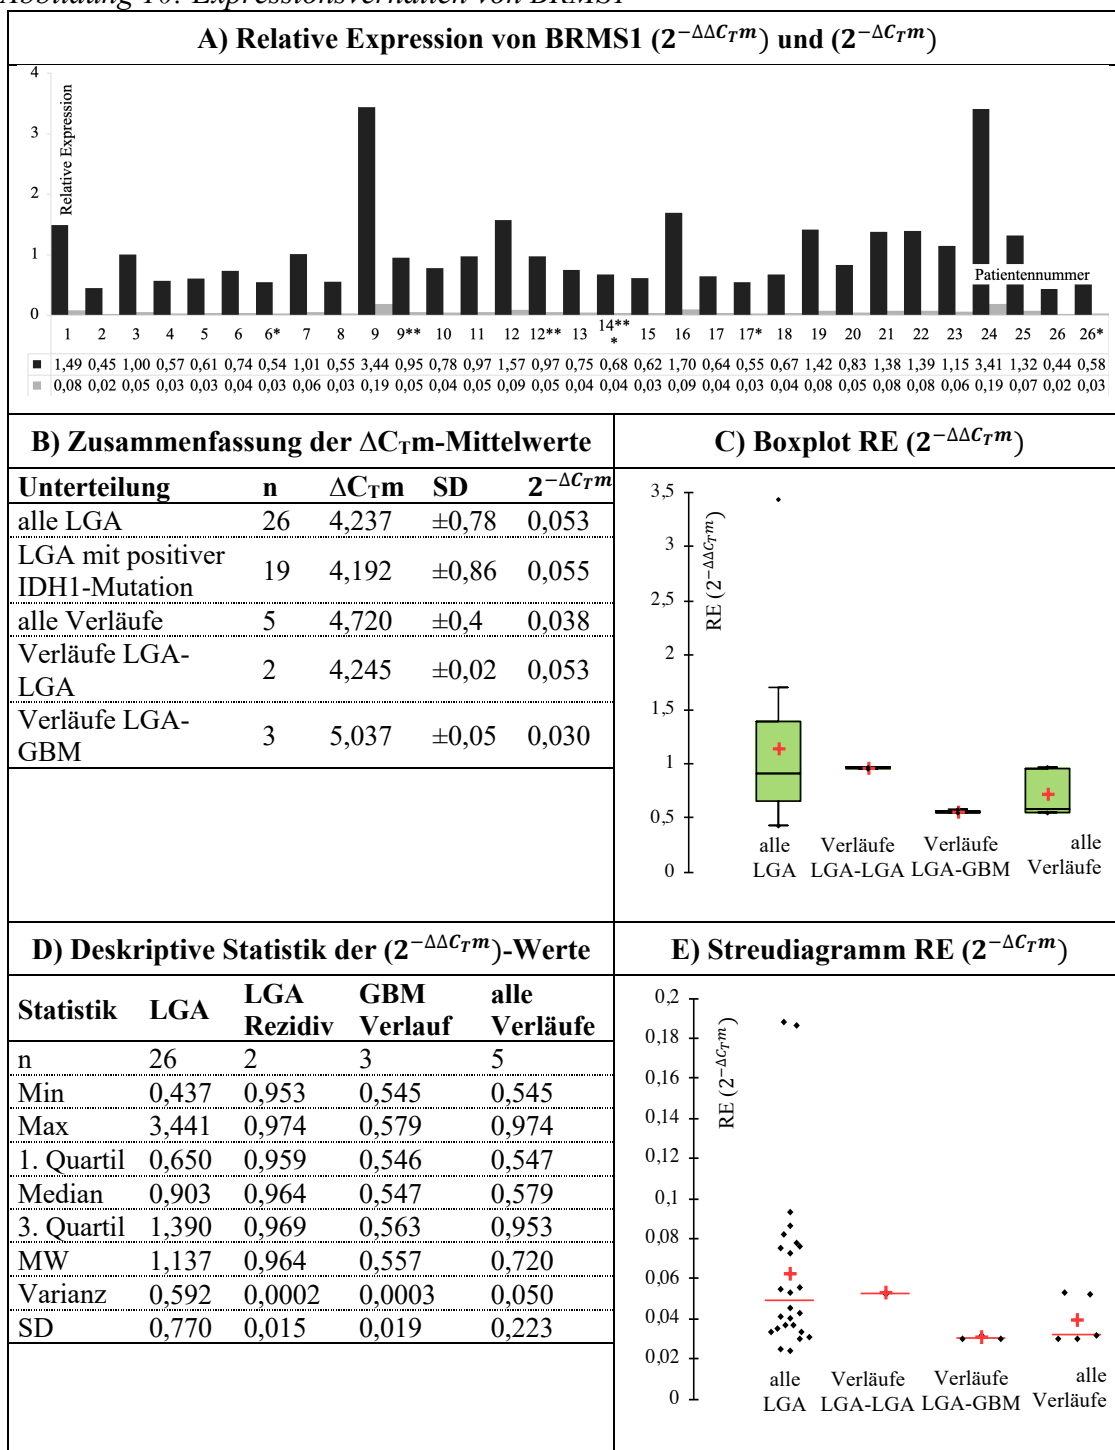 Abbildung 10: Expressionsverhalten von BRMS1
A) Relative Expression von BRMS1 (2^−ΔΔC_T m) und (2^−ΔC_T m)
4
3
2
1
0
Relative Expression
Patientennummer
1 2 3 4 5 6 6* 7 8 9 9** 10 11 12 12** 13 14*** 15 16 17 17* 18 19 20 21 22 23 24 25 26 26*
1,49 0,45 1,00 0,57 0,61 0,74 0,54 1,01 0,55 3,44 0,95 0,78 0,97 1,57 0,97 0,75 0,68 0,62 1,70 0,64 0,55 0,67 1,42 0,83 1,38 1,39 1,15 3,41 1,32 0,44 0,58
0,08 0,02 0,05 0,03 0,03 0,04 0,03 0,06 0,03 0,19 0,05 0,04 0,05 0,09 0,05 0,04 0,04 0,03 0,09 0,04 0,03 0,04 0,08 0,05 0,08 0,08 0,06 0,19 0,07 0,02 0,03
B) Zusammenfassung der ΔC_T m-Mittelwerte
Unterteilung n ΔC_T m SD 2^−ΔC_T m
alle LGA 26 4,237 ±0,78 0,053
LGA mit positiver
IDH1-Mutation 19 4,192 ±0,86 0,055
alle Verläufe 5 4,720 ±0,4 0,038
Verläufe LGA-
LGA 2 4,245 ±0,02 0,053
Verläufe LGA-
GBM 3 5,037 ±0,05 0,030
C) Boxplot RE (2^−ΔΔC_T m)
3,5
3
2,5
2
1,5
1
0,5
0
RE (2^−ΔΔC_T m)
alle Verläufe Verläufe alle
LGA LGA-LGA LGA-GBM Verläufe
D) Deskriptive Statistik der (2^−ΔΔC_T m)-Werte
Statistik LGA LGA Rezidiv GBM Verlauf alle Verläufe
n 26 2 3 5
Min 0,437 0,953 0,545 0,545
Max 3,441 0,974 0,579 0,974
1. Quartil 0,650 0,959 0,546 0,547
Median 0,903 0,964 0,547 0,579
3. Quartil 1,390 0,969 0,563 0,953
MW 1,137 0,964 0,557 0,720
Varianz 0,592 0,0002 0,0003 0,050
SD 0,770 0,015 0,019 0,223
E) Streudiagramm RE (2^−ΔC_T m)
0,2
0,18
0,16
0,14
0,12
0,1
0,08
0,06
0,04
0,02
0
RE (2^−ΔC_T m)
alle Verläufe Verläufe alle
LGA LGA-LGA LGA-GBM Verläufe